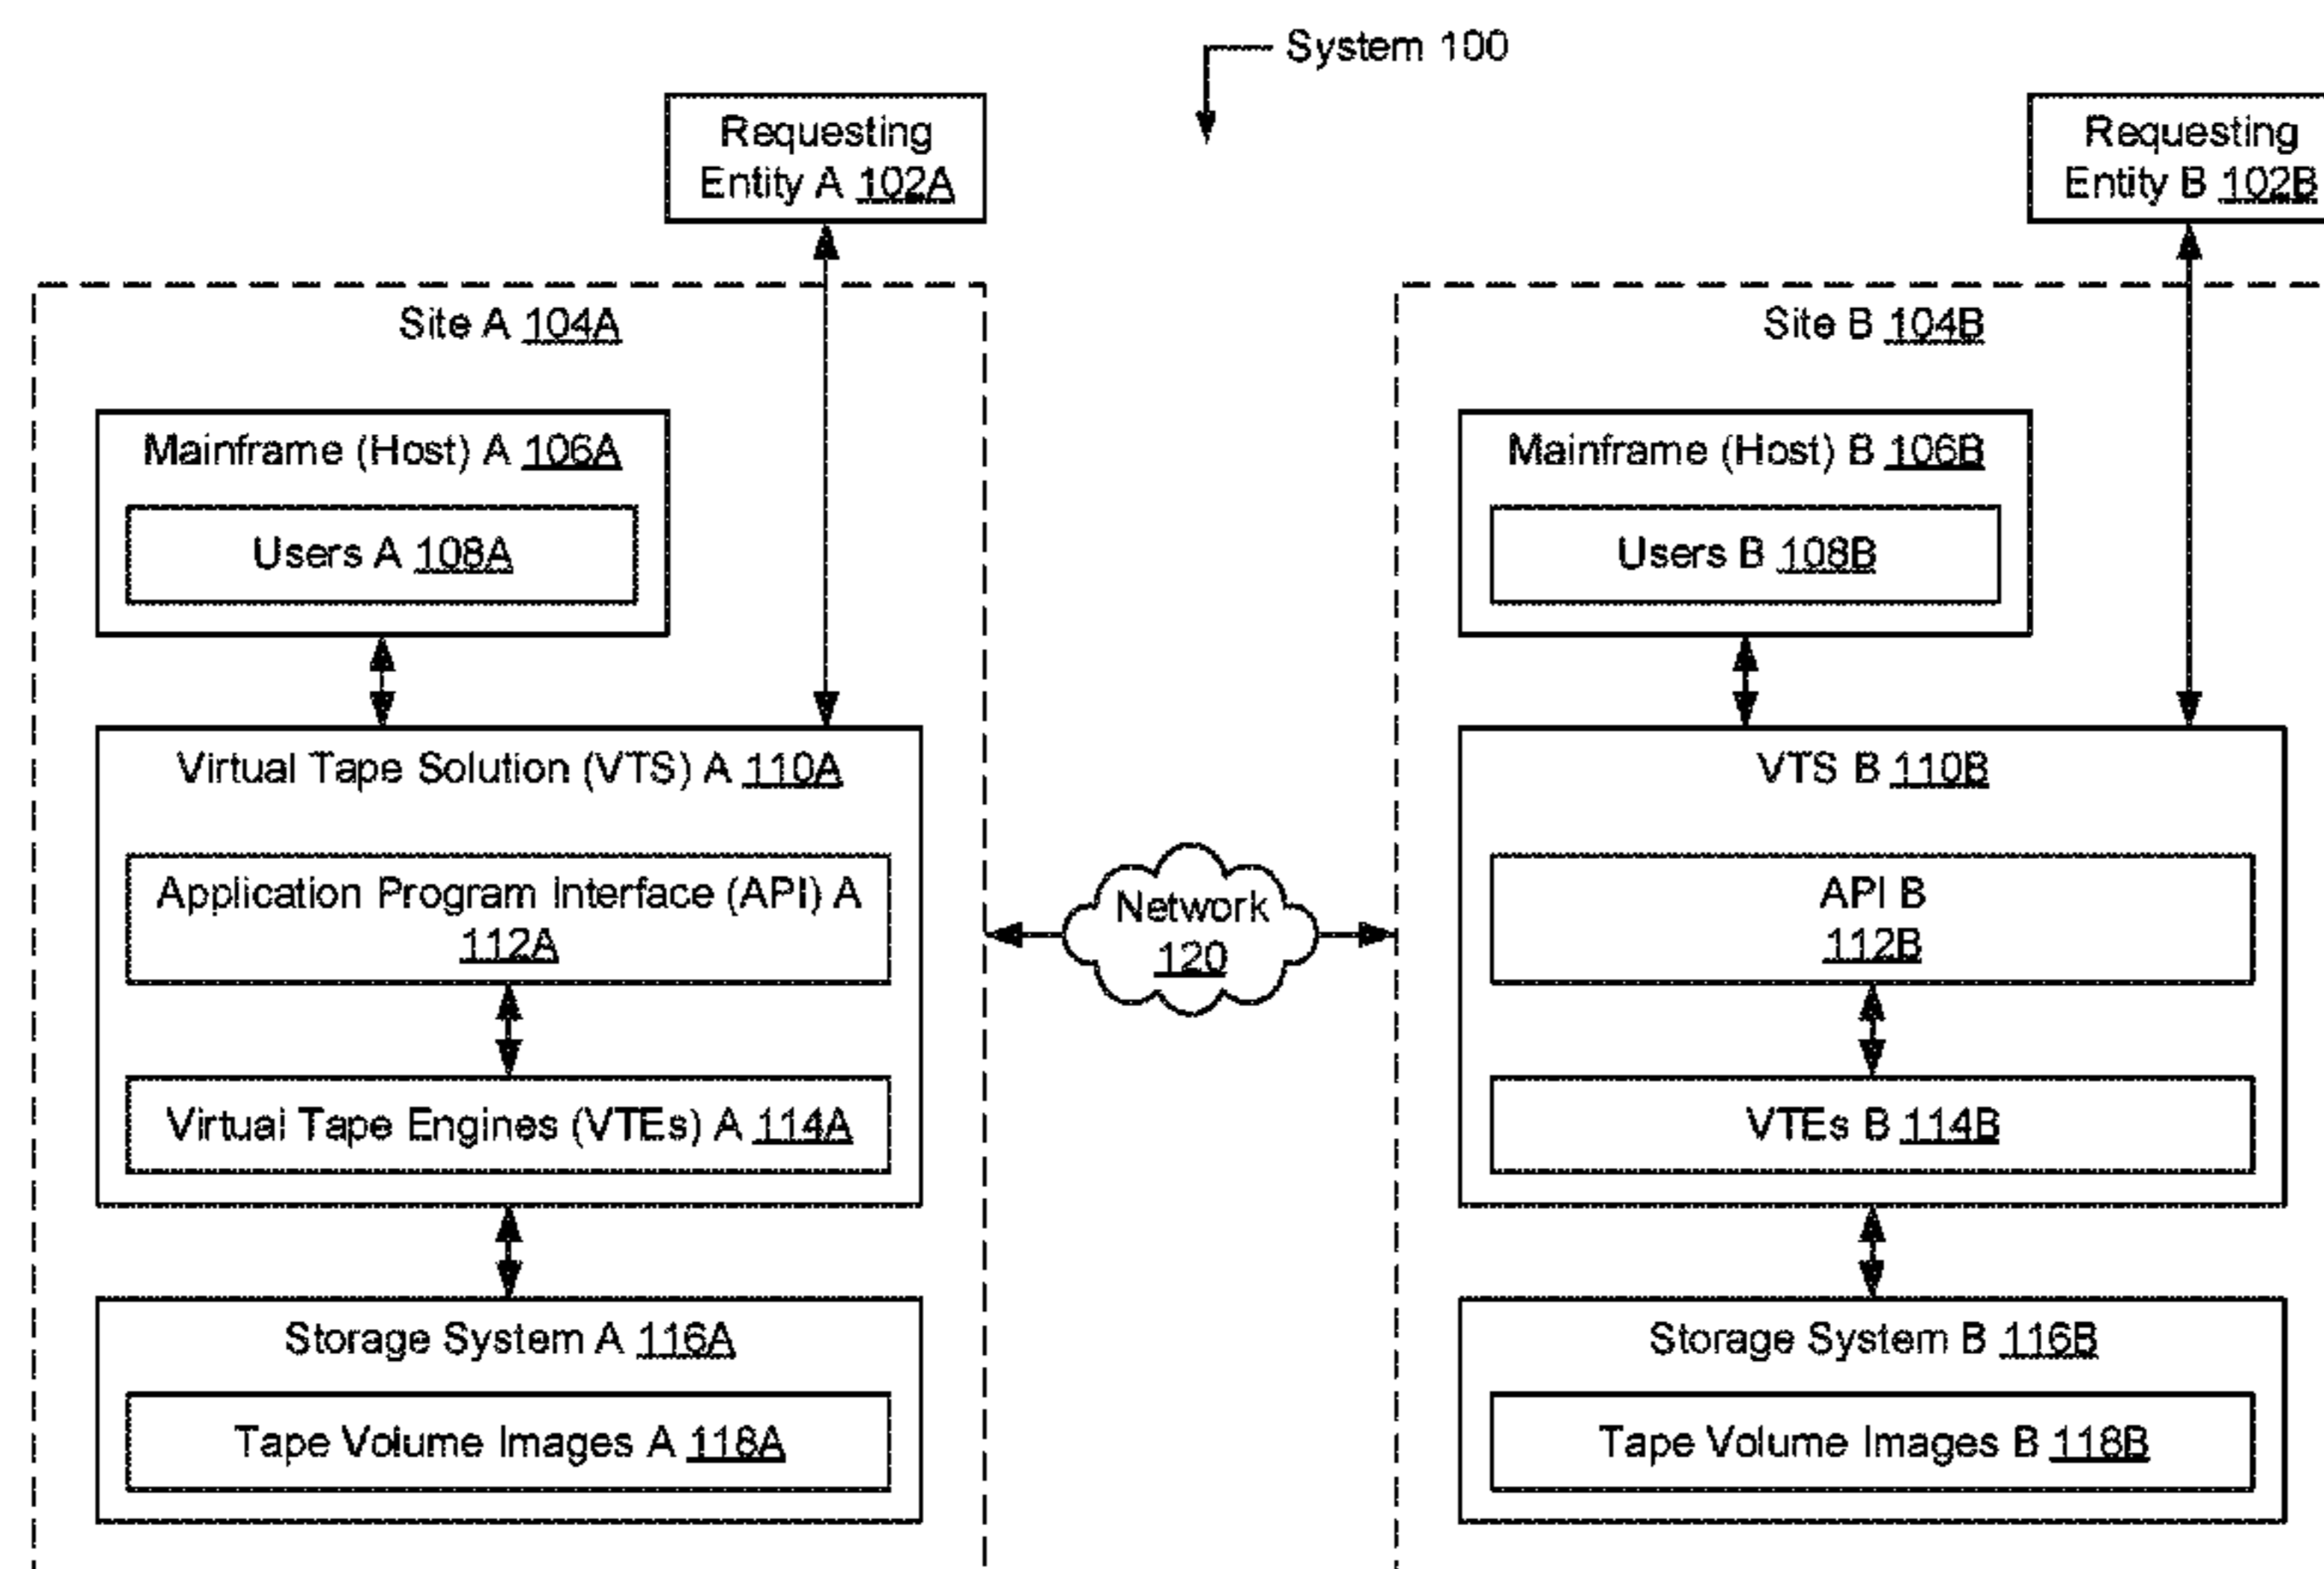 System 100
Requesting
Entity A 102A
Requesting
Entity B 102B
Site A 104A
Mainframe (Host) A 106A
Users A 108A
Virtual Tape Solution (VTS) A 110A
Application Program Interface (API) A
112A
Virtual Tape Engines (VTEs) A 114A
Storage System A 116A
Tape Volume Images A 118A
Network
120
Site B 104B
Mainframe (Host) B 106B
Users B 108B
VTS B 110B
API B
112B
VTEs B 114B
Storage System B 116B
Tape Volume Images B 118B